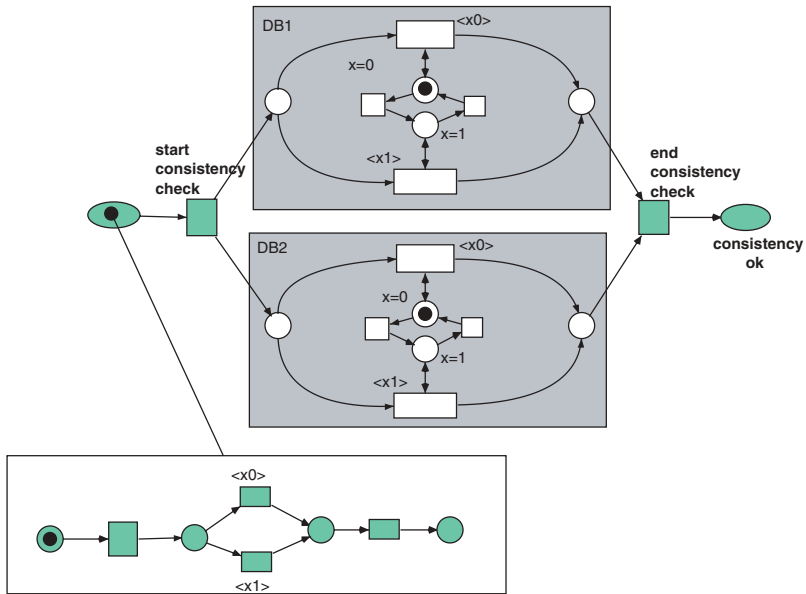 DB1
<x0>
x=0
x=1
<x1>
start
consistency
check
end
consistency
check
consistency
ok
DB2
<x0>
x=0
x=1
<x1>
<x0>
<x1>